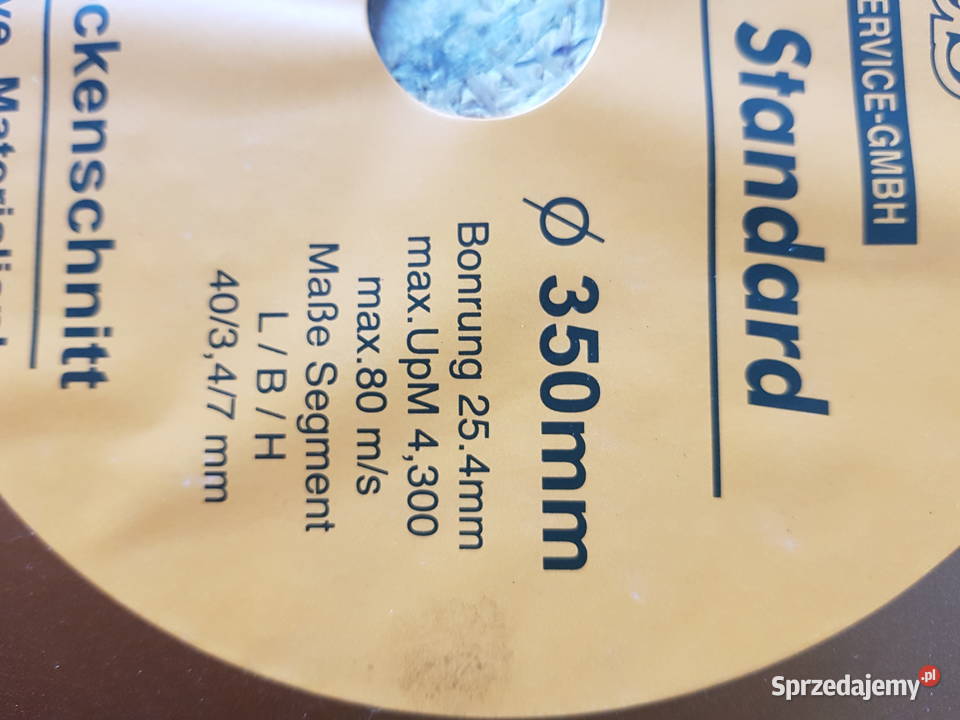 SERVICE-GMBH
Standard
Ø 350mm
Bonrung 25.4mm
max.UpM 4,300
max.80 m/s
Maße Segment
L / B / H
40/3,4/7 mm
ckenschnitt
Sprzedajemy.pl